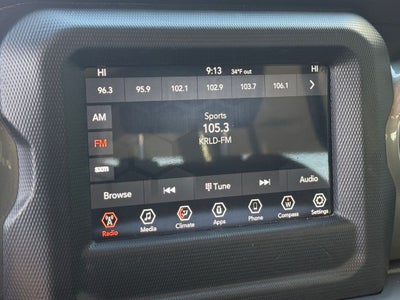 HI 9:13 34°F out HI
96.3 95.9 102.1 102.9 103.7 106.1
AM
Sports
105.3
KRLD-FM
FM
sxm
Browse Tune Audio
Radio Media Climate Apps Phone Compass Settings